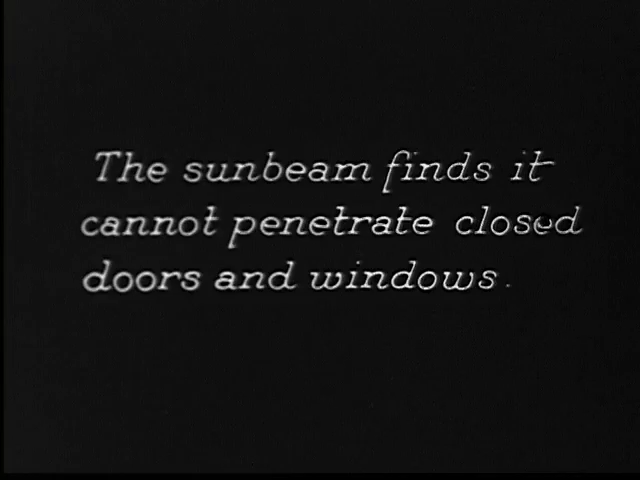 The sunbeam finds it
cannot penetrate closed
doors and windows.